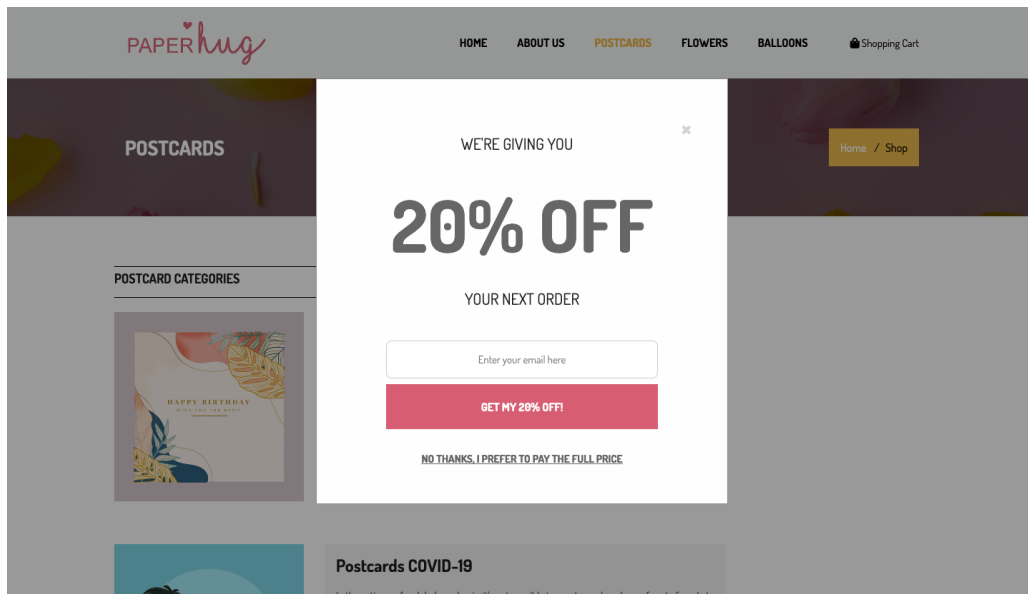 PAPER hug
HOME ABOUT US POSTCARDS FLOWERS BALLOONS Shopping Cart
POSTCARDS
Home / Shop
WE'RE GIVING YOU
20% OFF
YOUR NEXT ORDER
Enter your email here
GET MY 20% OFF!
NO THANKS, I PREFER TO PAY THE FULL PRICE
POSTCARD CATEGORIES
HAPPY BIRTHDAY
Postcards COVID-19